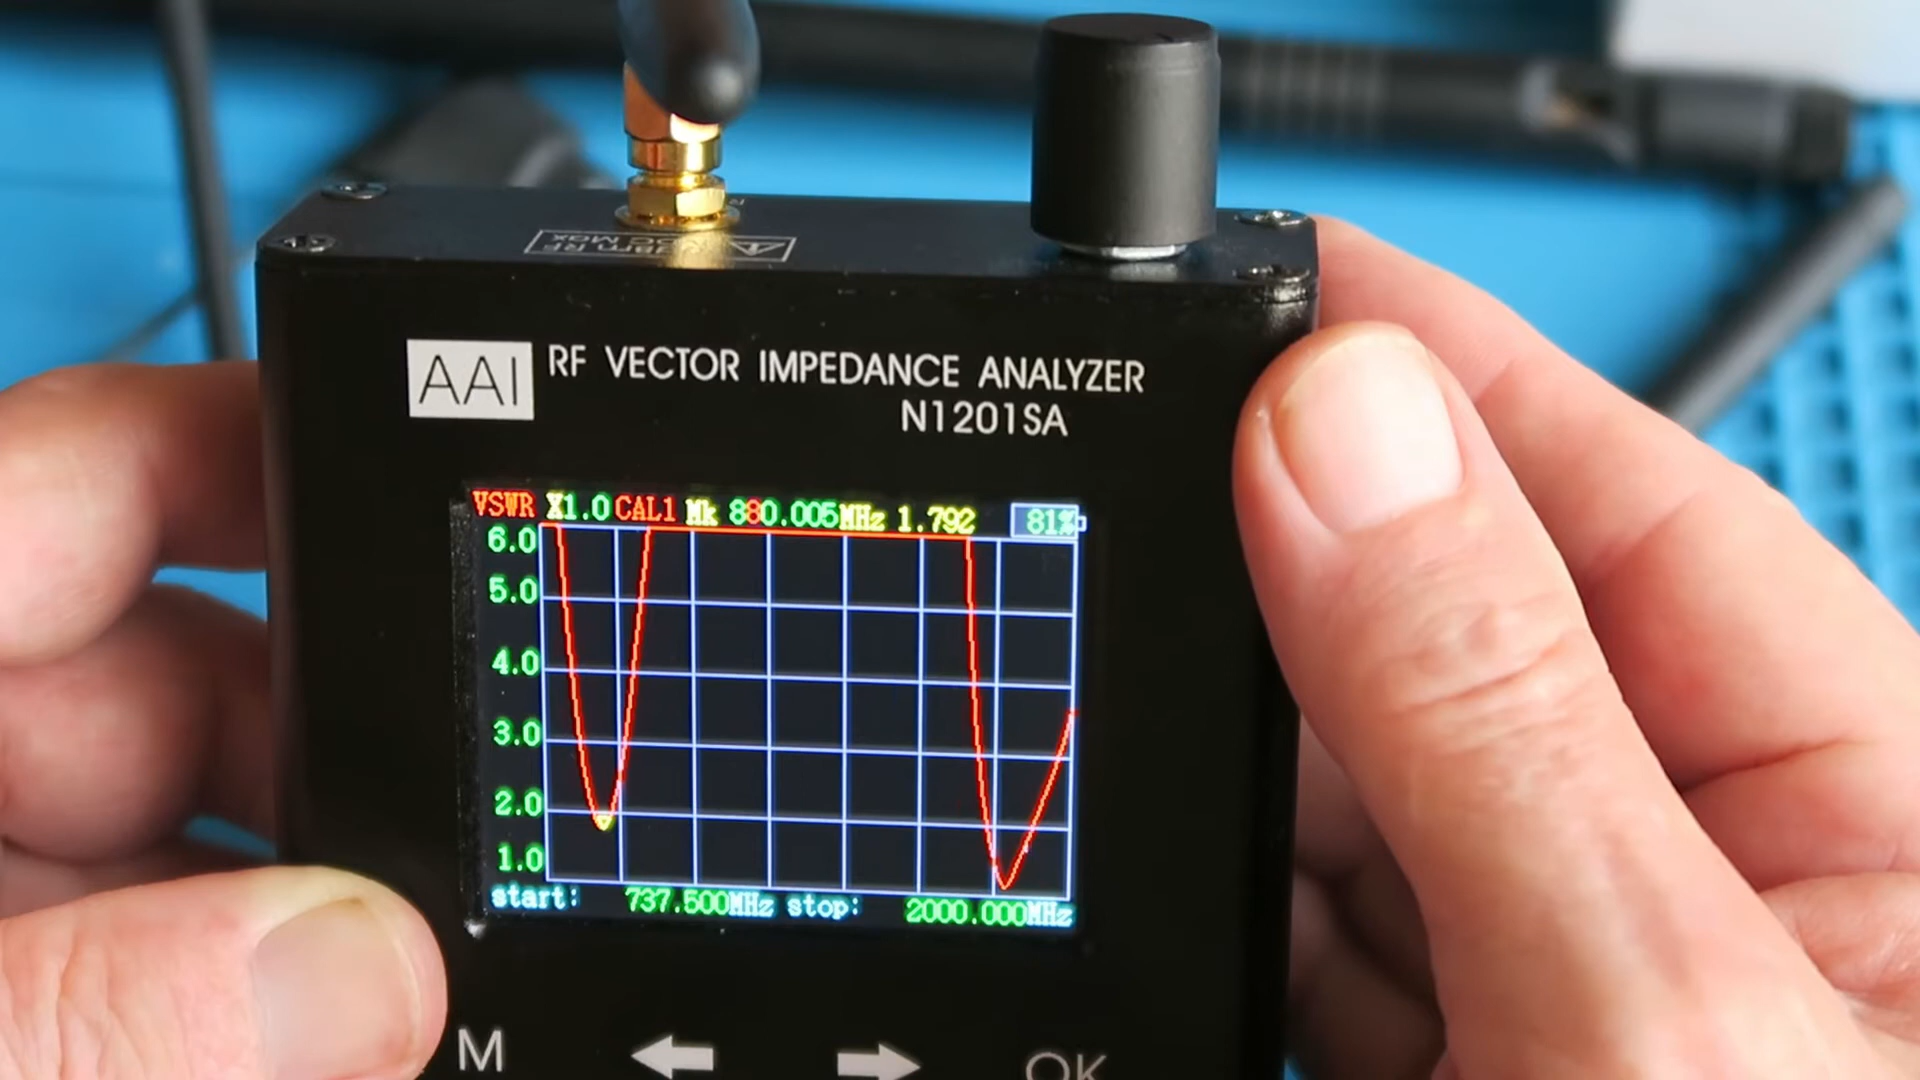 AAI RF VECTOR IMPEDANCE ANALYZER
N1201SA
VSWR X1.0 CAL1 Mk 880.005MHz 1.792 81%
6.0
5.0
4.0
3.0
2.0
1.0
start: 737.500MHz stop: 2000.000MHz
M OK